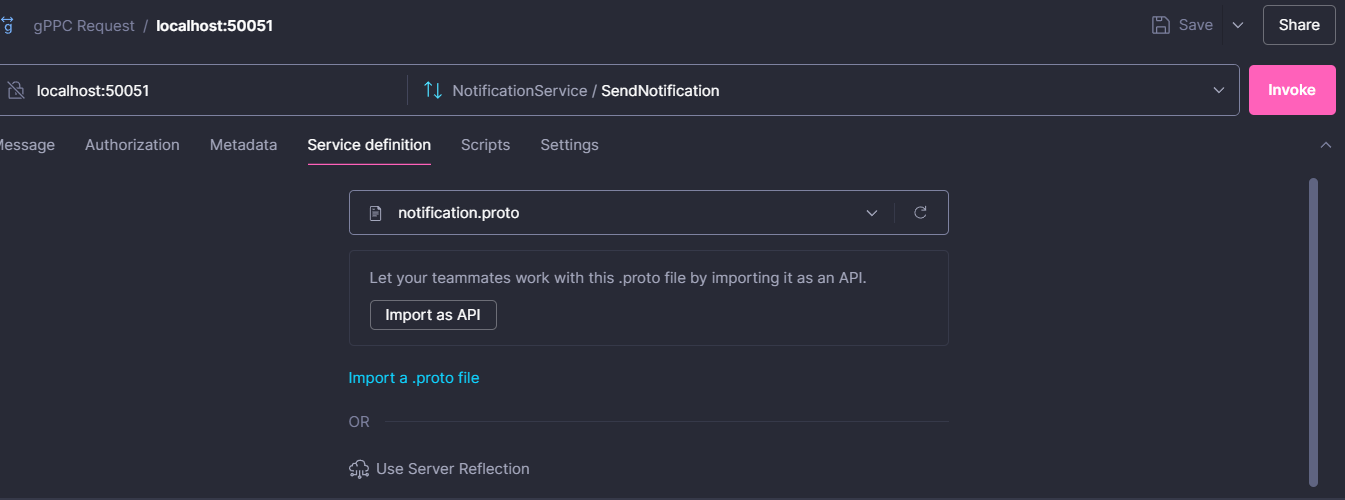 g gPPC Request / localhost:50051 Save Share
localhost:50051 NotificationService / SendNotification Invoke
Message Authorization Metadata Service definition Scripts Settings
notification.proto
Let your teammates work with this .proto file by importing it as an API.
Import as API
Import a .proto file
OR
Use Server Reflection